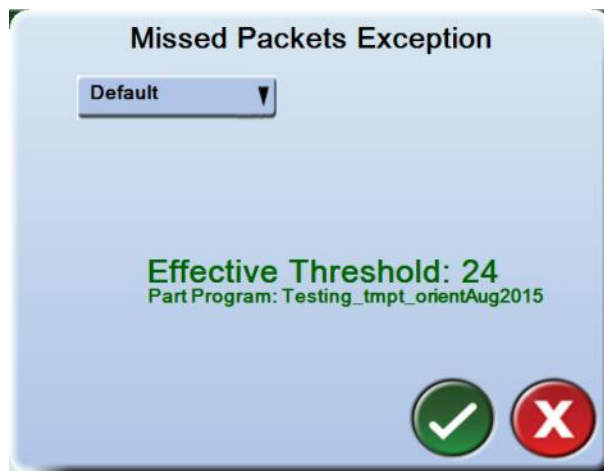 Missed Packets Exception
Default
Effective Threshold: 24
Part Program: Testing_tmpt_orientAug2015